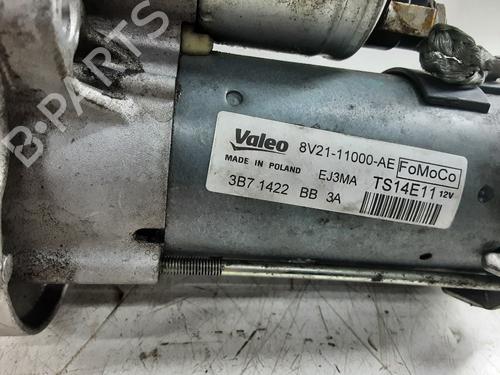 B-PARTS
Valeo 8V21-11000-AE FoMoCo
MADE IN POLAND EJ3MA TS14E11 12V
3B7 1422 BB 3A